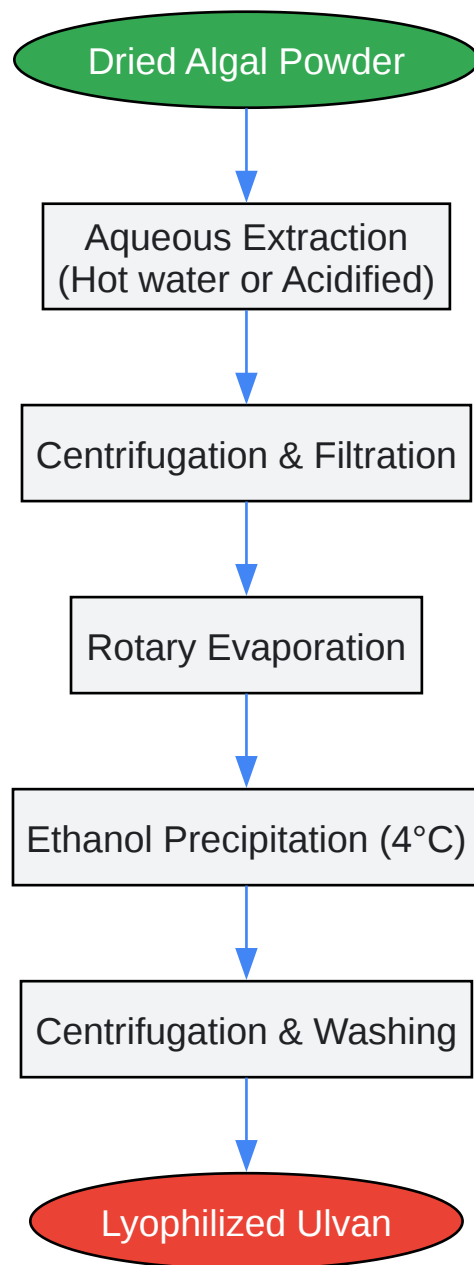 Dried Algal Powder
Aqueous Extraction
(Hot water or Acidified)
Centrifugation & Filtration
Rotary Evaporation
Ethanol Precipitation (4°C)
Centrifugation & Washing
Lyophilized Ulvan